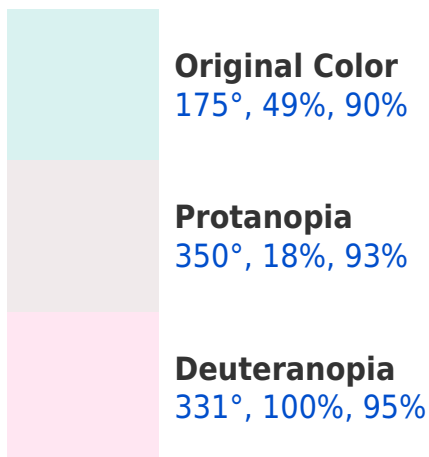 Original Color
175°, 49%, 90%
Protanopia
350°, 18%, 93%
Deuteranopia
331°, 100%, 95%